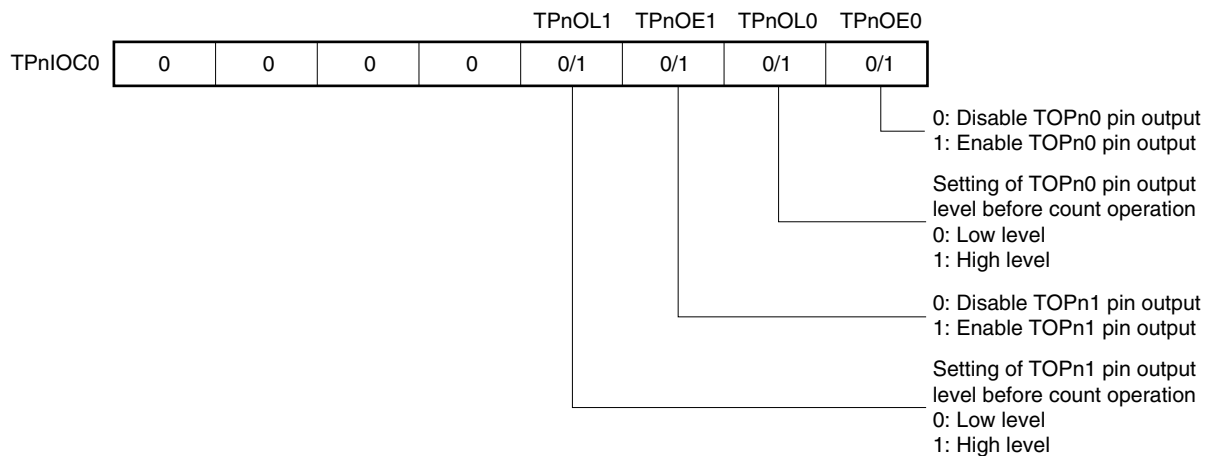 TPnOL1 TPnOE1 TPnOL0 TPnOE0
TPnIOC0 0 0 0 0 0/1 0/1 0/1 0/1
0: Disable TOPn0 pin output
1: Enable TOPn0 pin output
Setting of TOPn0 pin output
level before count operation
0: Low level
1: High level
0: Disable TOPn1 pin output
1: Enable TOPn1 pin output
Setting of TOPn1 pin output
level before count operation
0: Low level
1: High level